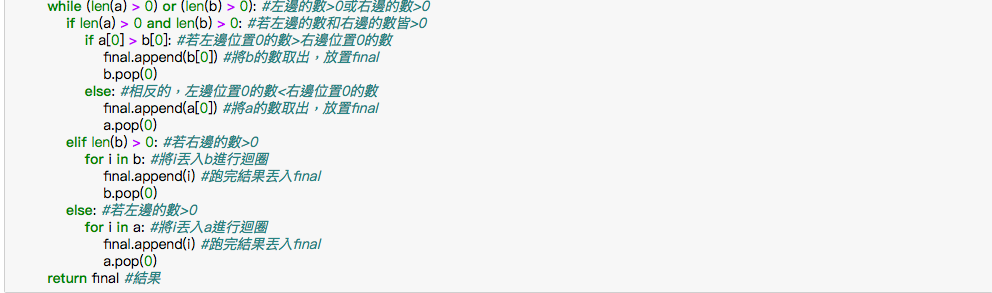 while (len(a) > 0) or (len(b) > 0): #左邊的數>0或右邊的數>0
if len(a) > 0 and len(b) > 0: #若左邊的數和右邊的數皆>0
if a[0] > b[0]: #若左邊位置0的數>右邊位置0的數
final.append(b[0]) #將b的數取出，放置final
b.pop(0)
else: #相反的，左邊位置0的數<右邊位置0的數
final.append(a[0]) #將a的數取出，放置final
a.pop(0)
elif len(b) > 0: #若右邊的數>0
for i in b: #將i丟入b進行迴圈
final.append(i) #跑完結果丟入final
b.pop(0)
else: #若左邊的數>0
for i in a: #將i丟入a進行迴圈
final.append(i) #跑完結果丟入final
a.pop(0)
return final #結果